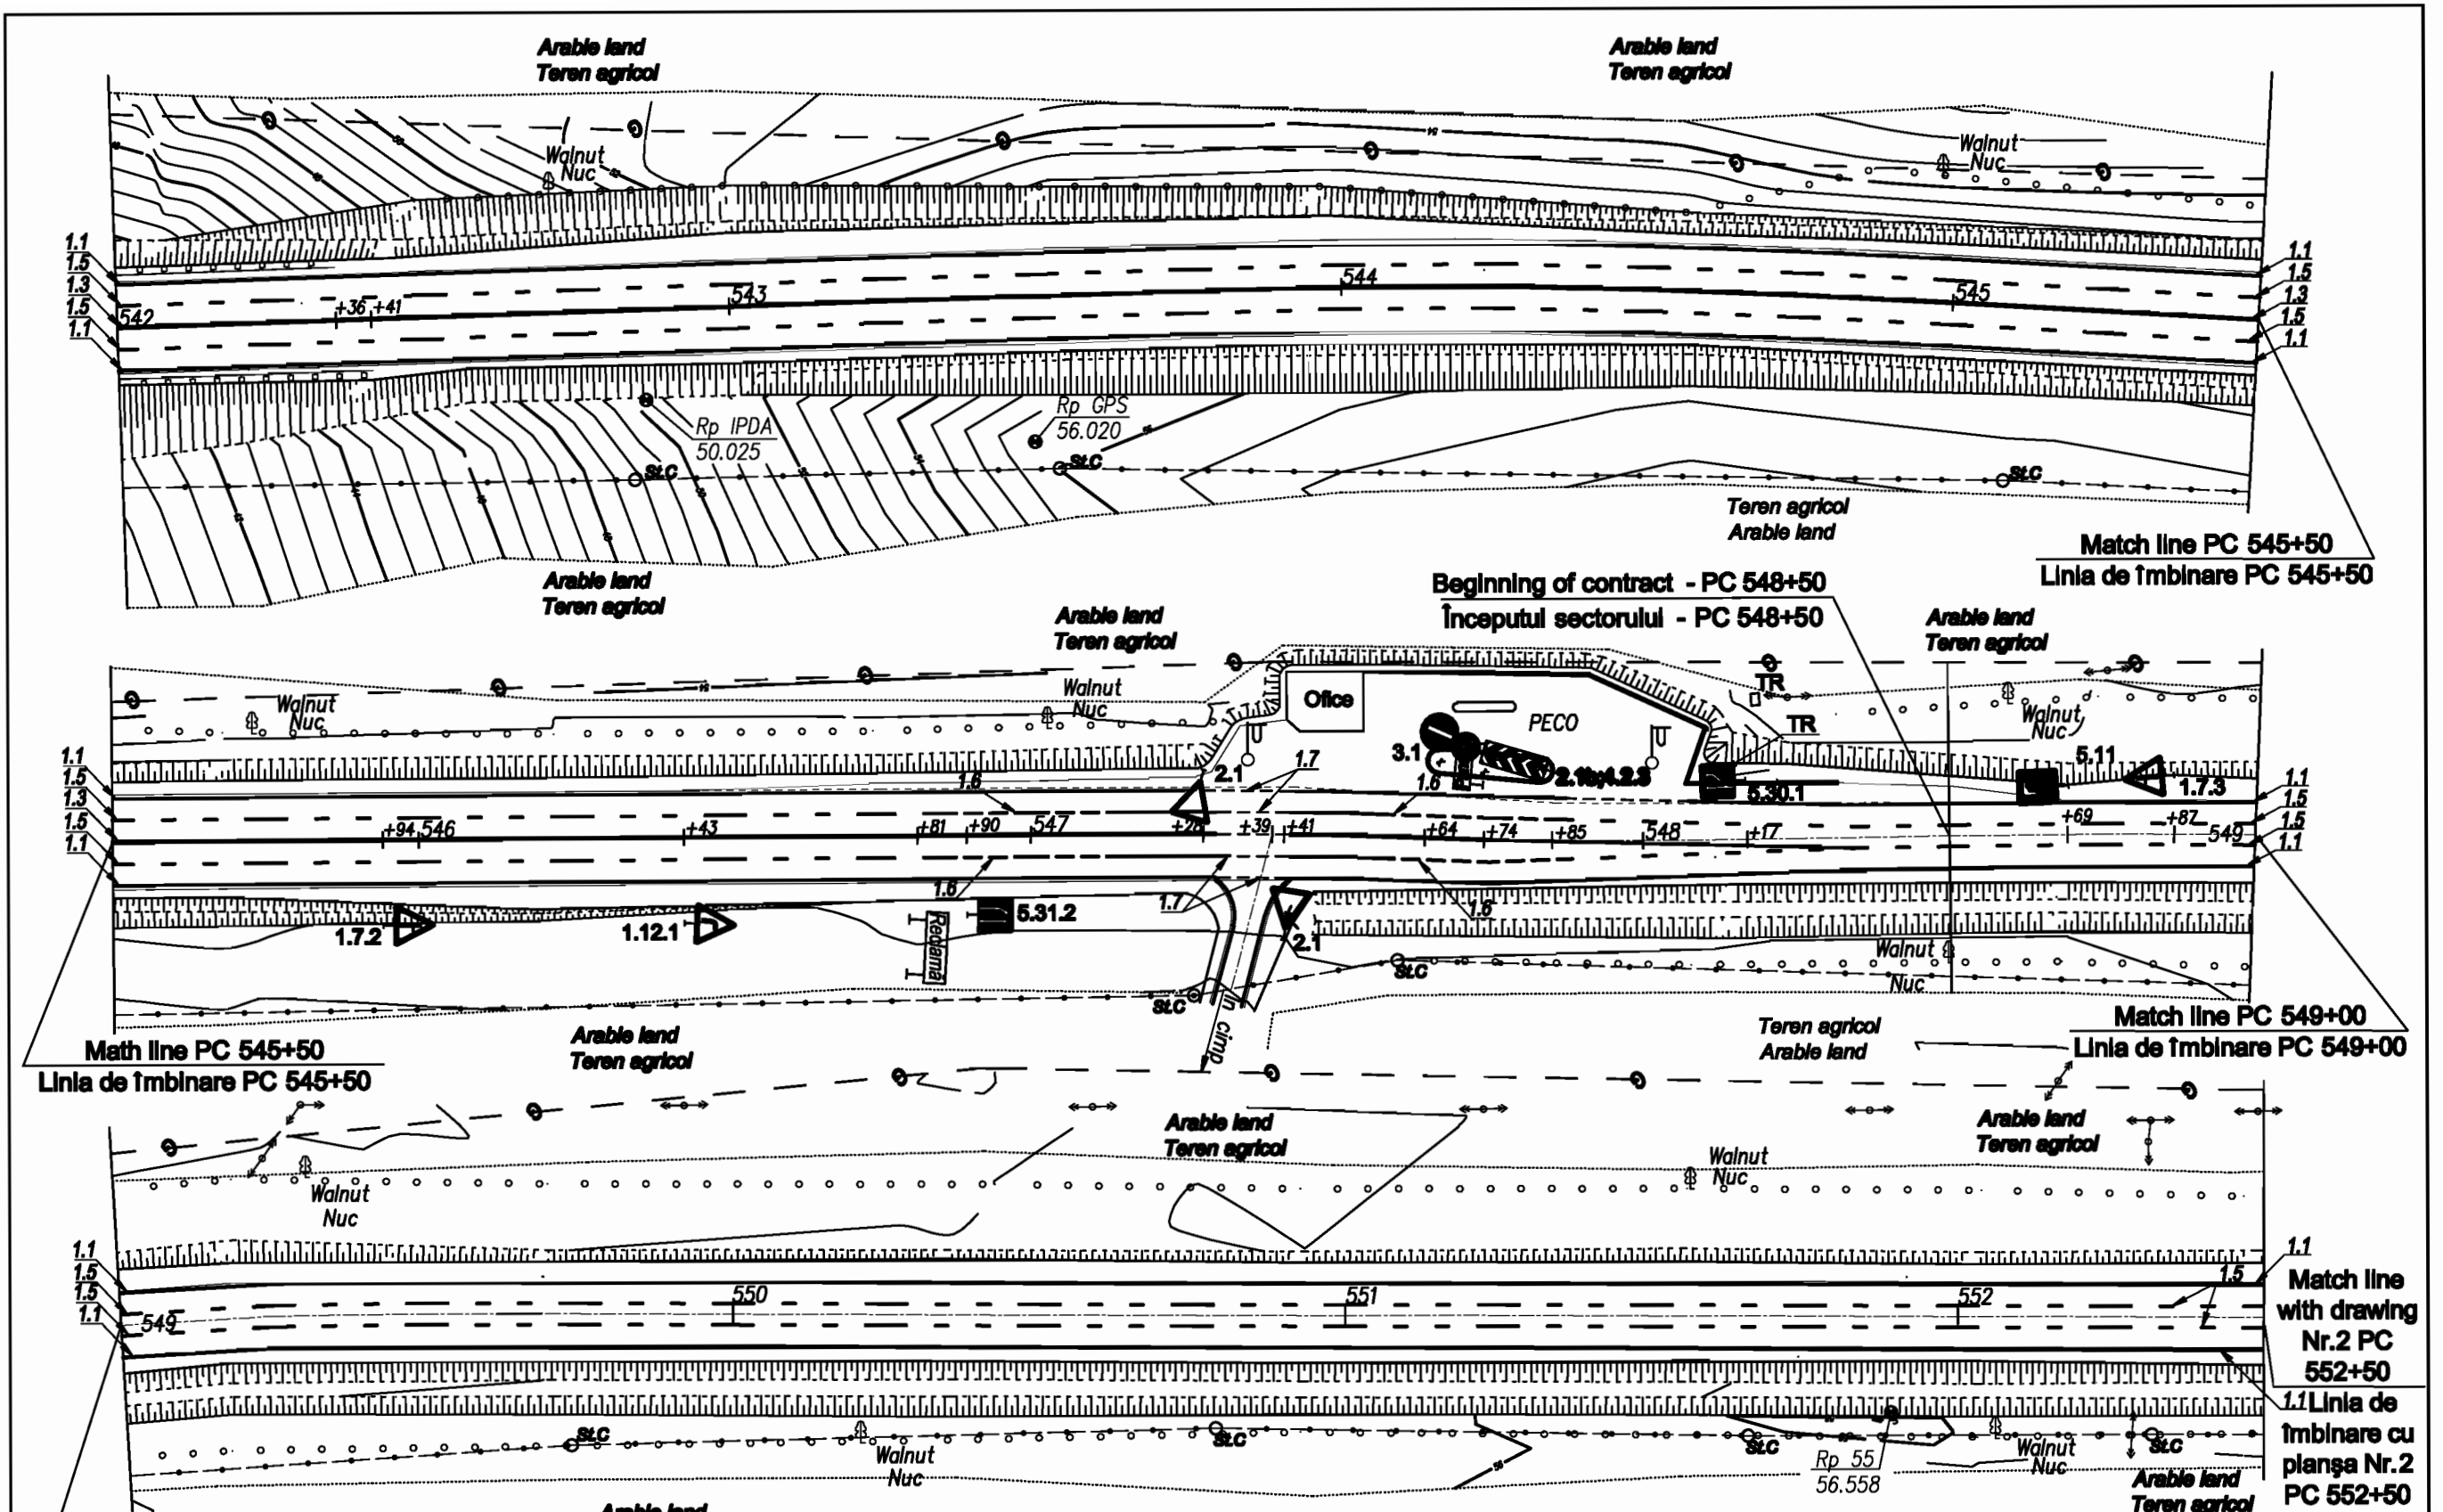 Arable land
Teren agricol
Arable land
Teren agricol
Walnut
Nuc
Walnut
Nuc
1.1
1.5
1.3
1.5
1.1
542
+36
+41
543
544
545
1.1
1.5
1.3
1.5
1.1
Rp IPDA
50.025
Rp GPS
56.020
St.C
St.C
St.C
Teren agricol
Arable land
Match line PC 545+50
Linia de îmbinare PC 545+50
Arable land
Teren agricol
Beginning of contract - PC 548+50
Începutul sectorului - PC 548+50
Arable land
Teren agricol
Arable land
Teren agricol
Walnut
Nuc
Walnut
Nuc
Ofice
PECO
TR
TR
Walnut
Nuc
3.1
2.1
1.7
1.6
1.6
5.30.1
5.11
1.7.3
1.1
1.5
1.3
1.5
1.1
+94
546
+43
+81
+90
547
+28
+39
+41
+64
+74
+85
548
+17
+69
+87
549
1.1
1.5
1.5
1.1
1.6
1.7
1.6
1.7.2
1.12.1
Reclamă
5.31.2
2.1
St.C
St.C
În cîmp
Walnut
Nuc
Math line PC 545+50
Linia de îmbinare PC 545+50
Arable land
Teren agricol
Teren agricol
Arable land
Match line PC 549+00
Linia de îmbinare PC 549+00
Arable land
Teren agricol
Arable land
Teren agricol
Walnut
Nuc
Walnut
Nuc
1.1
1.5
1.5
1.1
549
550
551
552
1.1
1.5
Match line
with drawing
Nr.2 PC
552+50
1.1
Linia de
îmbinare cu
planşa Nr.2
PC 552+50
St.C
St.C
St.C
St.C
Walnut
Nuc
Rp 55
56.558
Walnut
Nuc
Arable land
Teren agricol
Arable land